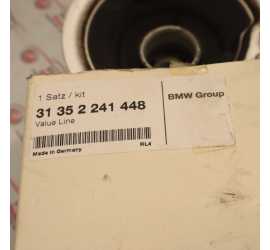 1 Satz / kit
31 35 2 241 448
Value Line
BMW Group
Made in Germany
RL4